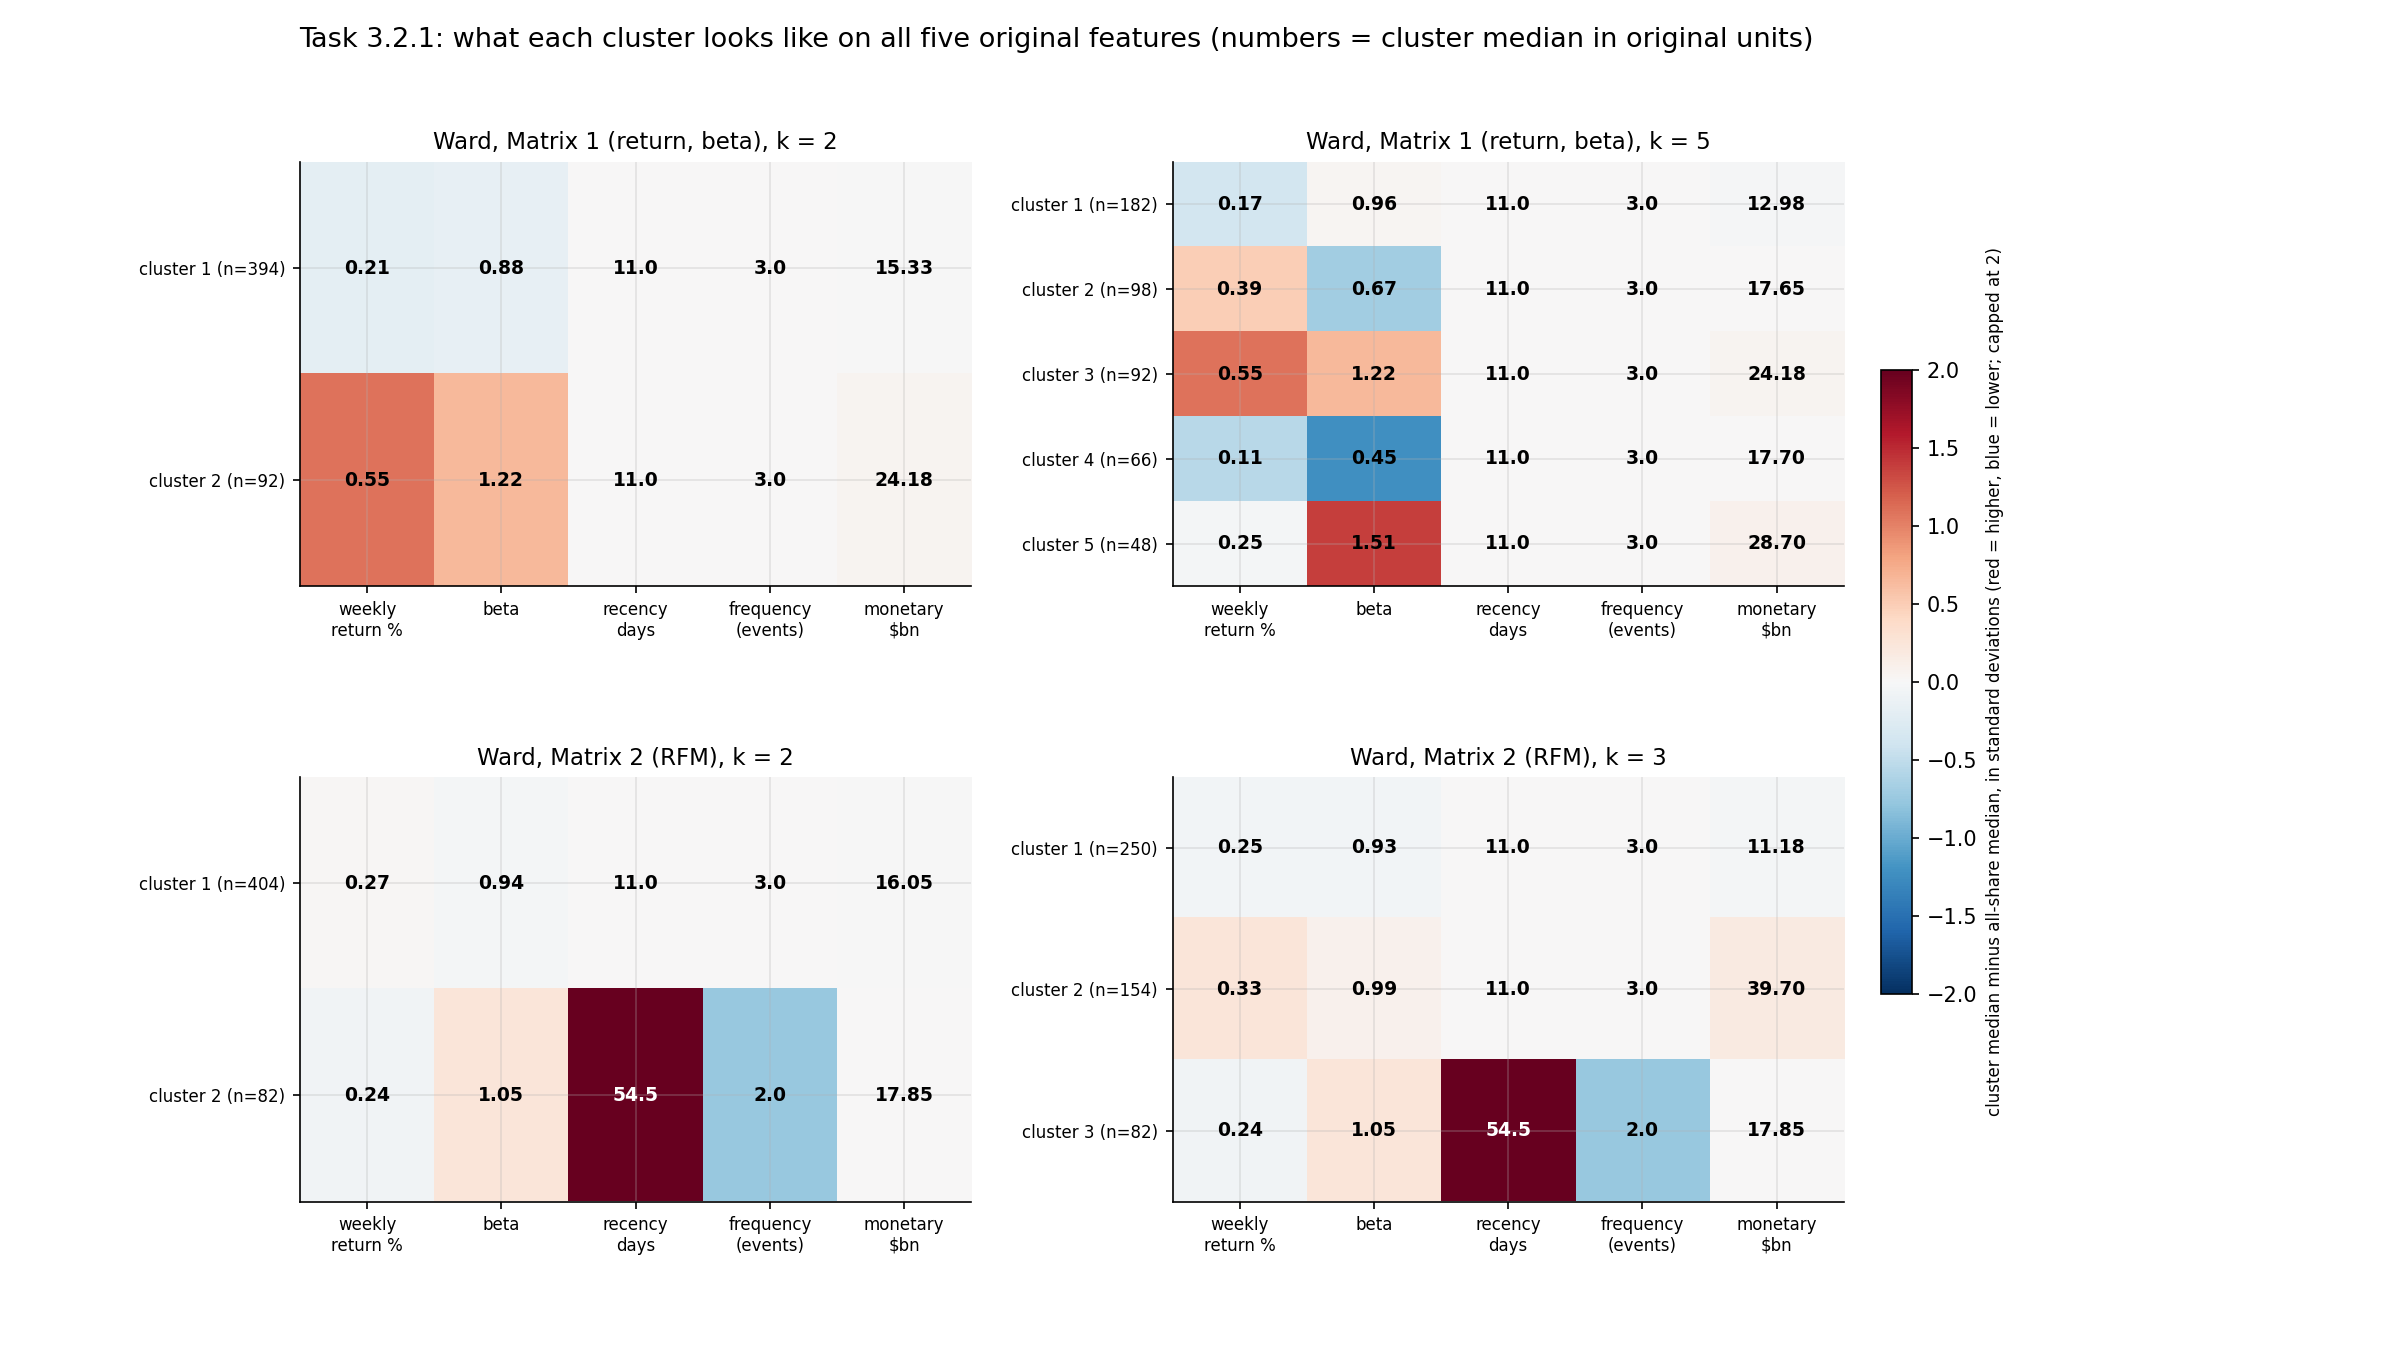 Task 3.2.1: what each cluster looks like on all five original features (numbers = cluster median in original units)
Ward, Matrix 1 (return, beta), k = 2
cluster 1 (n=394) 0.21 0.88 11.0 3.0 15.33
cluster 2 (n=92) 0.55 1.22 11.0 3.0 24.18
weekly return % beta recency days frequency (events) monetary $bn
Ward, Matrix 1 (return, beta), k = 5
cluster 1 (n=182) 0.17 0.96 11.0 3.0 12.98
cluster 2 (n=98) 0.39 0.67 11.0 3.0 17.65
cluster 3 (n=92) 0.55 1.22 11.0 3.0 24.18
cluster 4 (n=66) 0.11 0.45 11.0 3.0 17.70
cluster 5 (n=48) 0.25 1.51 11.0 3.0 28.70
weekly return % beta recency days frequency (events) monetary $bn
Ward, Matrix 2 (RFM), k = 2
cluster 1 (n=404) 0.27 0.94 11.0 3.0 16.05
cluster 2 (n=82) 0.24 1.05 54.5 2.0 17.85
weekly return % beta recency days frequency (events) monetary $bn
Ward, Matrix 2 (RFM), k = 3
cluster 1 (n=250) 0.25 0.93 11.0 3.0 11.18
cluster 2 (n=154) 0.33 0.99 11.0 3.0 39.70
cluster 3 (n=82) 0.24 1.05 54.5 2.0 17.85
weekly return % beta recency days frequency (events) monetary $bn
2.0
1.5
1.0
0.5
0.0
−0.5
−1.0
−1.5
−2.0
cluster median minus all-share median, in standard deviations (red = higher, blue = lower; capped at 2)